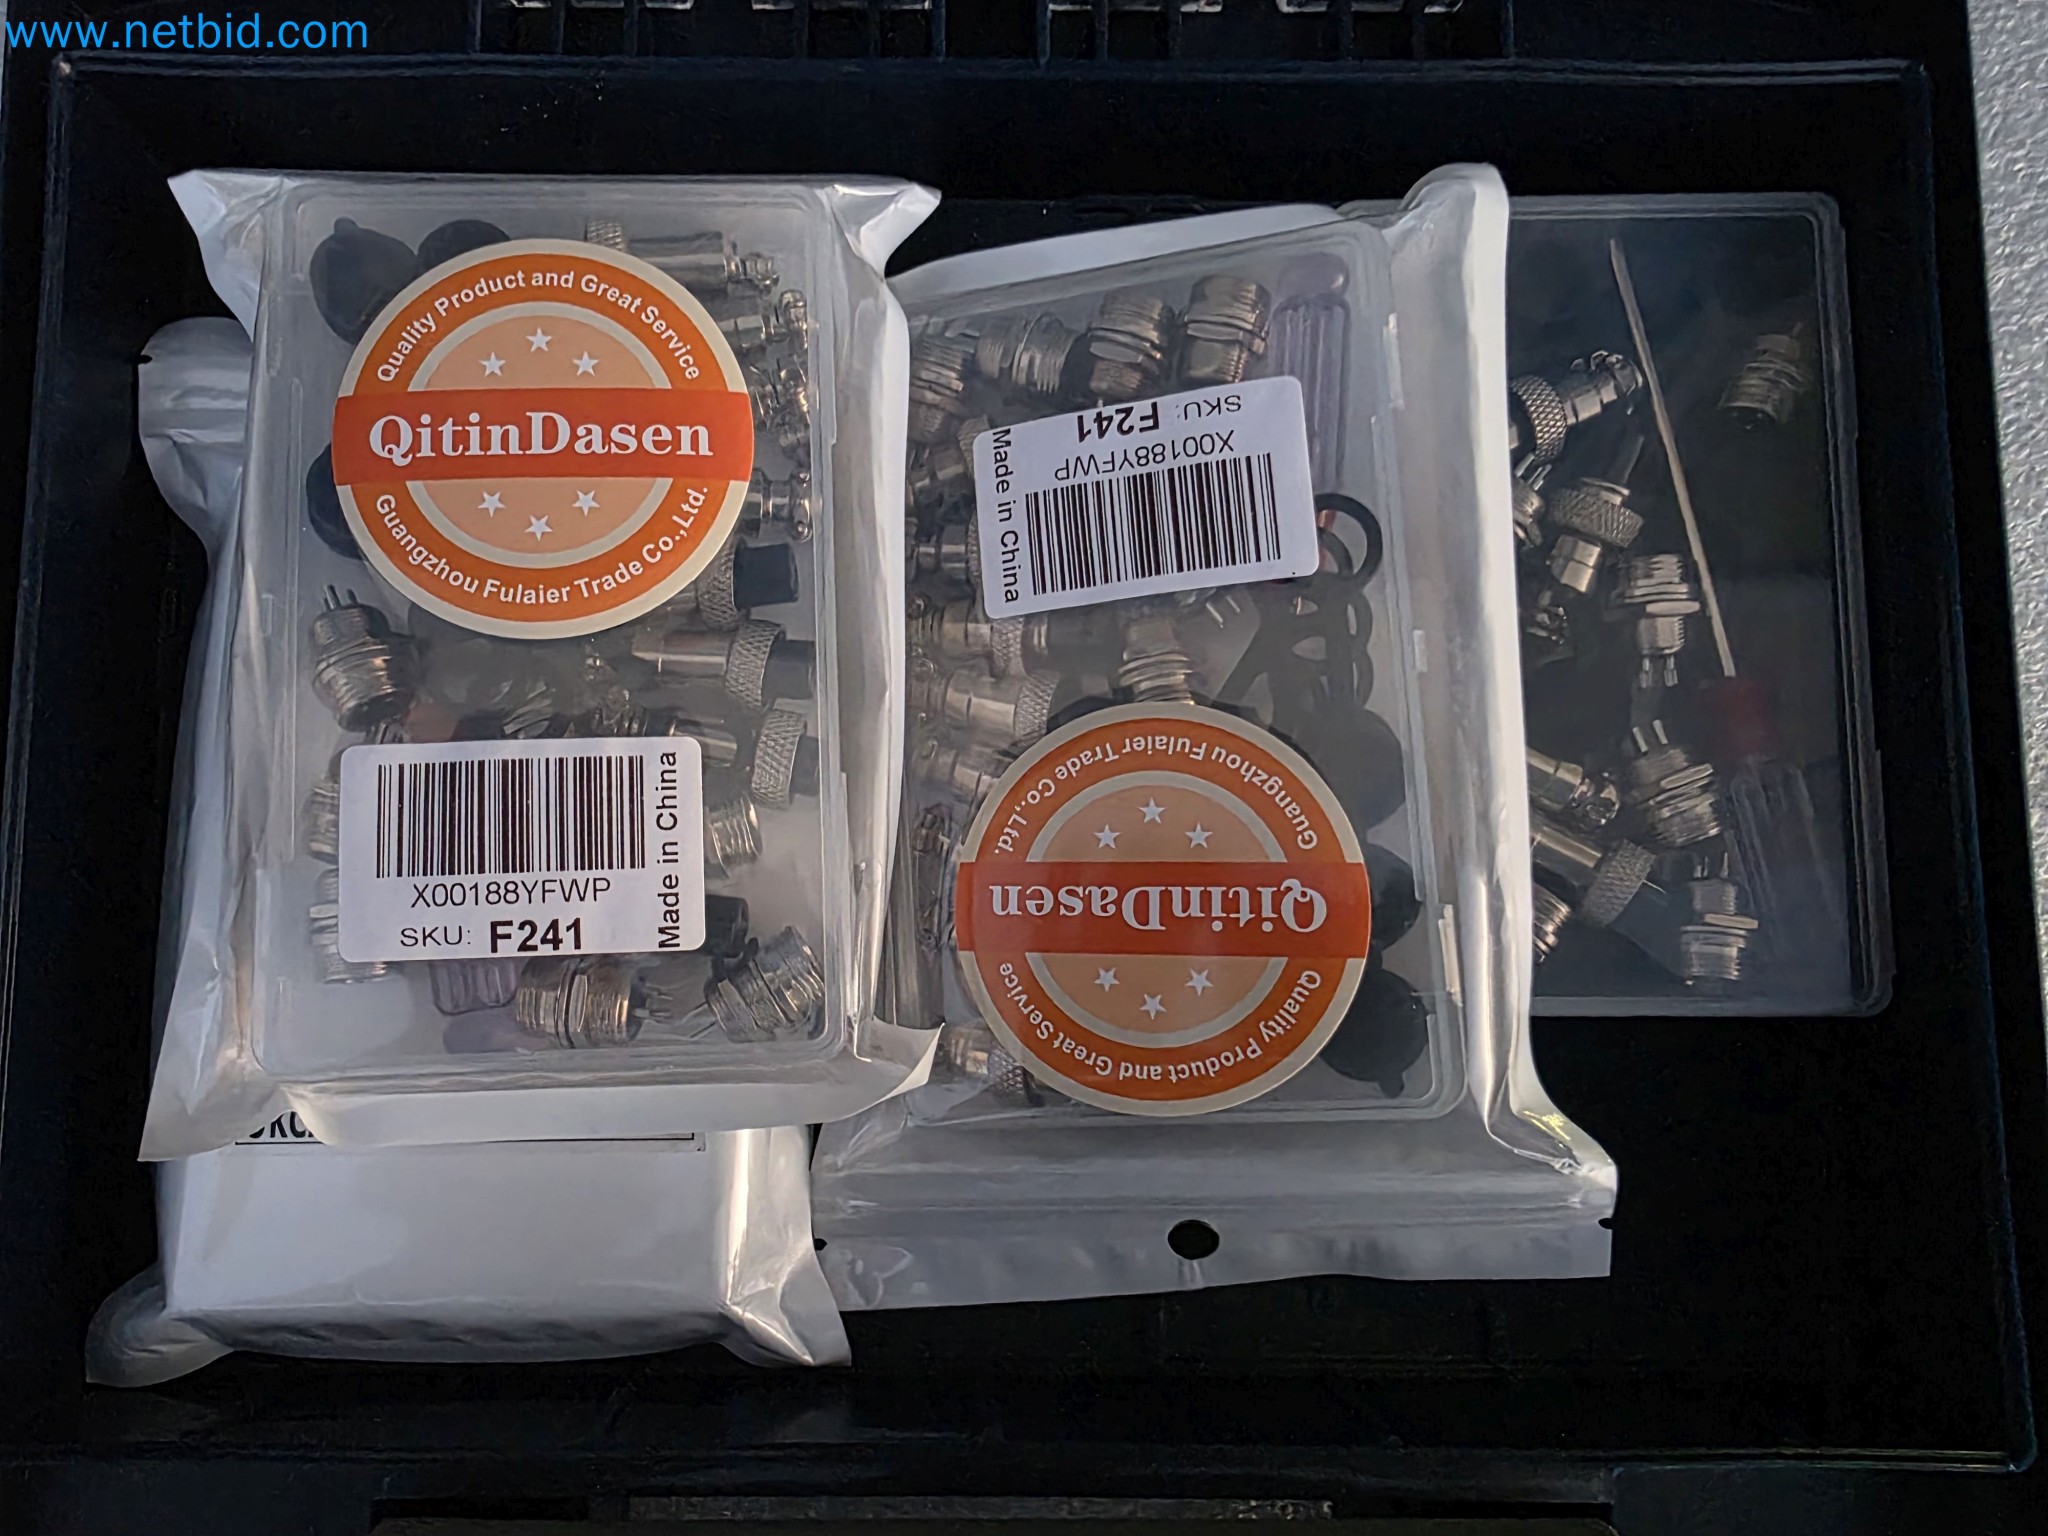 www.netbid.com
Quality Product and Great Service
QitinDasen
Guangzhou Fulaier Trade Co.,Ltd.
X00188YFWP
SKU: F241
Made in China
SKU: F241
X00188YFWP
Made in China
Guangzhou Fulaier Trade Co.,Ltd.
QitinDasen
Quality Product and Great Service